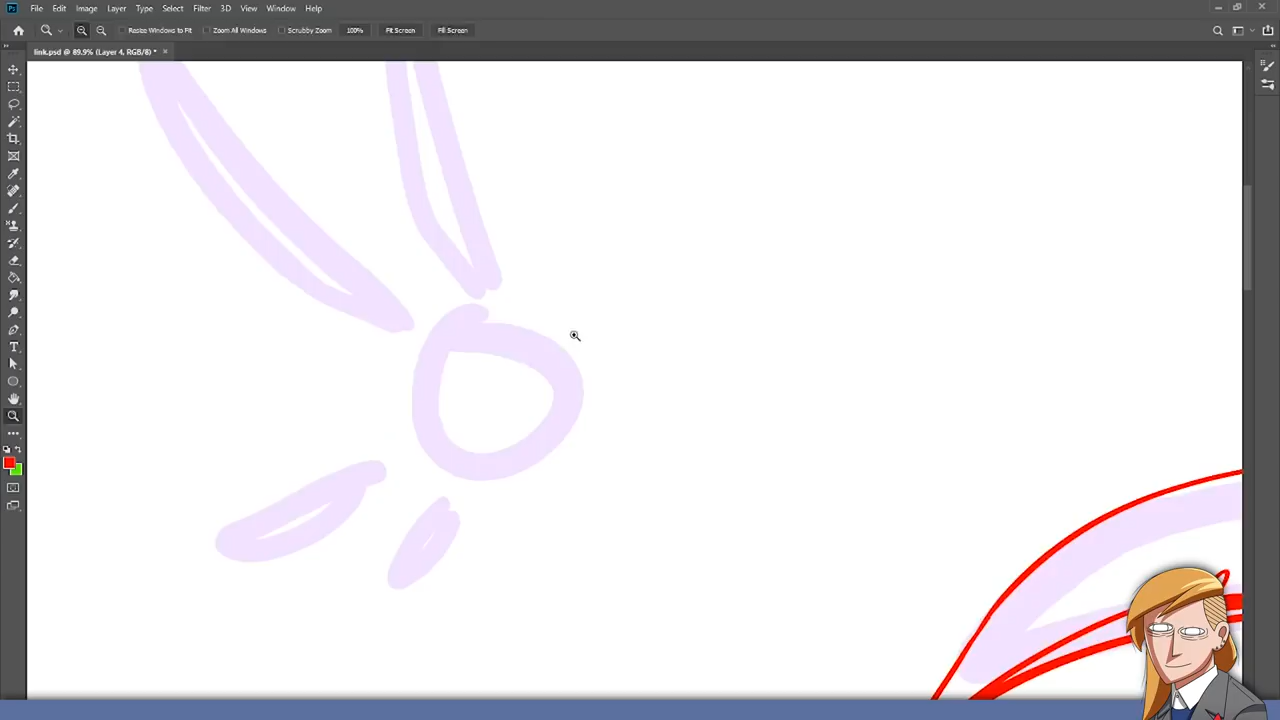 Ps File Edit Image Layer Type Select Filter 3D View Window Help
Resize Windows to Fit Zoom All Windows Scrubby Zoom 100% Fit Screen Fill Screen
link.psd @ 89.9% (Layer 4, RGB/8) *